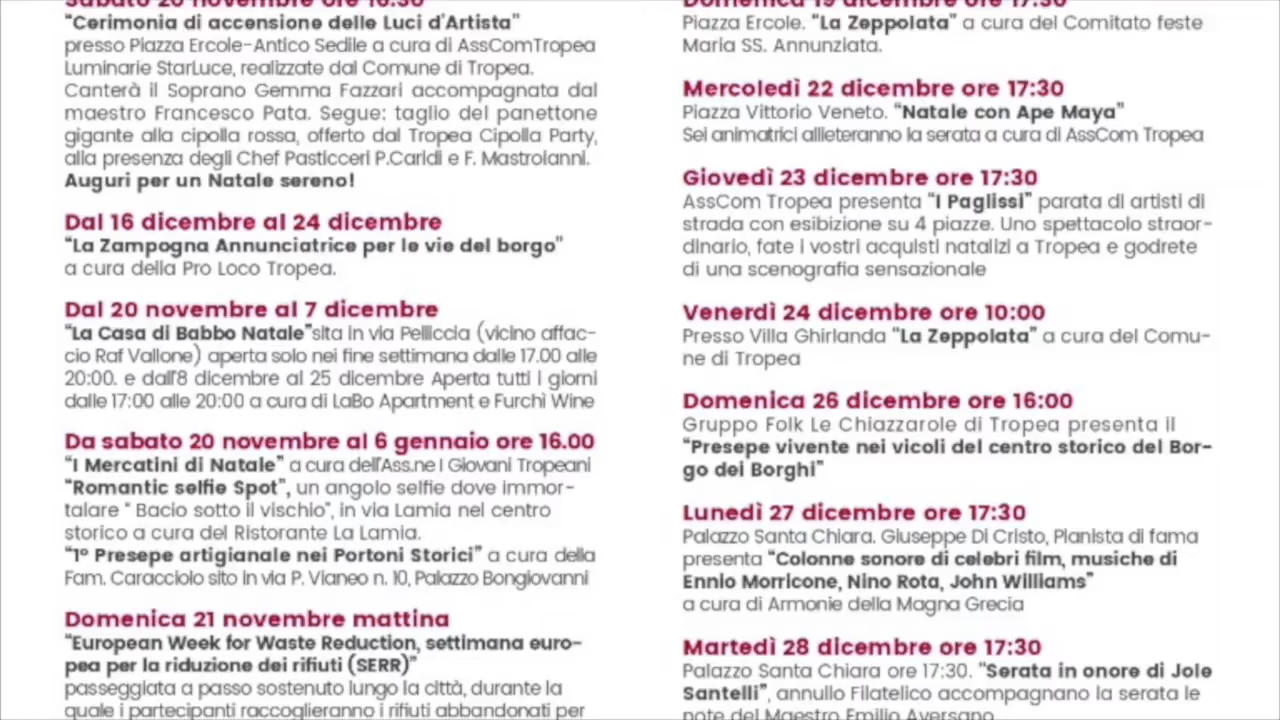 Sabato 20 novembre ore 16.30
“Cerimonia di accensione delle Luci d'Artista”
presso Piazza Ercole-Antico Sedile a cura di AssComTropea
Luminarie StarLuce, realizzate dal Comune di Tropea.
Canterà il Soprano Gemma Fazzari accompagnata dal
maestro Francesco Pata. Segue: taglio del panettone
gigante alla cipolla rossa, offerto dal Tropea Cipolla Party,
alla presenza degli Chef Pasticceri P.Caridi e F. Mastroianni.
Auguri per un Natale sereno!
Dal 16 dicembre al 24 dicembre
“La Zampogna Annunciatrice per le vie del borgo”
a cura della Pro Loco Tropea.
Dal 20 novembre al 7 dicembre
“La Casa di Babbo Natale”sita in via Pelliccia (vicino affac-
cio Raf Vallone) aperta solo nei fine settimana dalle 17.00 alle
20:00. e dall'8 dicembre al 25 dicembre Aperta tutti i giorni
dalle 17:00 alle 20:00 a cura di LaBo Apartment e Furchì Wine
Da sabato 20 novembre al 6 gennaio ore 16.00
“I Mercatini di Natale” a cura dell'Ass.ne I Giovani Tropeani
“Romantic selfie Spot”, un angolo selfie dove immor-
talare “ Bacio sotto il vischio”, in via Lamia nel centro
storico a cura del Ristorante La Lamia.
“1° Presepe artigianale nei Portoni Storici” a cura della
Fam. Caracciolo sito in via P. Vianeo n. 10, Palazzo Bongiovanni
Domenica 21 novembre mattina
“European Week for Waste Reduction, settimana euro-
pea per la riduzione dei rifiuti (SERR)”
passeggiata a passo sostenuto lungo la città, durante la
quale i partecipanti raccoglieranno i rifiuti abbandonati per
Domenica 19 dicembre ore 17:30
Piazza Ercole. “La Zeppolata” a cura del Comitato feste
Maria SS. Annunziata.
Mercoledì 22 dicembre ore 17:30
Piazza Vittorio Veneto. “Natale con Ape Maya”
Sei animatrici allieteranno la serata a cura di AssCom Tropea
Giovedì 23 dicembre ore 17:30
AssCom Tropea presenta “I Paglissi” parata di artisti di
strada con esibizione su 4 piazze. Uno spettacolo straor-
dinario, fate i vostri acquisti natalizi a Tropea e godrete
di una scenografia sensazionale
Venerdì 24 dicembre ore 10:00
Presso Villa Ghirlanda “La Zeppolata” a cura del Comu-
ne di Tropea
Domenica 26 dicembre ore 16:00
Gruppo Folk Le Chiazzarole di Tropea presenta il
“Presepe vivente nei vicoli del centro storico del Bor-
go dei Borghi”
Lunedì 27 dicembre ore 17:30
Palazzo Santa Chiara. Giuseppe Di Cristo, Pianista di fama
presenta “Colonne sonore di celebri film, musiche di
Ennio Morricone, Nino Rota, John Williams”
a cura di Armonie della Magna Grecia
Martedì 28 dicembre ore 17:30
Palazzo Santa Chiara ore 17:30. “Serata in onore di Jole
Santelli”, annullo Filatelico accompagnano la serata le
note del Maestro Emilio Aversano